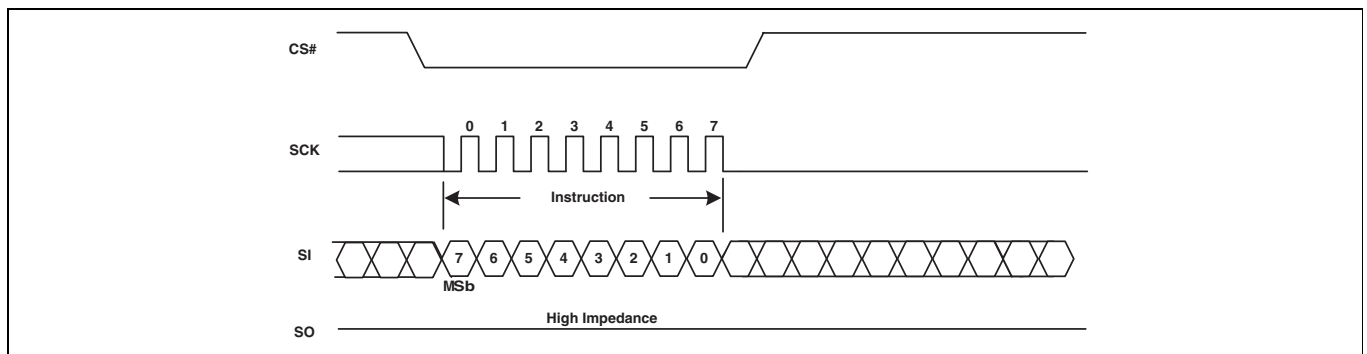 CS#
0 1 2 3 4 5 6 7
SCK
Instruction
SI
7 6 5 4 3 2 1 0
MSb
High Impedance
SO